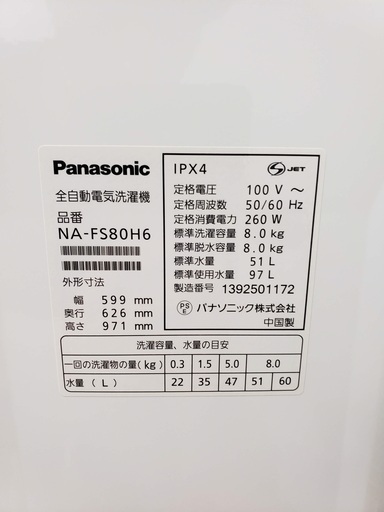 Panasonic
全自動電気洗濯機
品番
NA-FS80H6
外形寸法
幅 599 mm
奥行 626 mm
高さ 971 mm
IPX4
S JET
定格電圧 100 V ～
定格周波数 50/60 Hz
定格消費電力 260 W
標準洗濯容量 8.0 kg
標準脱水容量 8.0 kg
標準水量 51 L
標準使用水量 97 L
製造番号 1392501172
PS E パナソニック株式会社
中国製
洗濯容量、水量の目安
一回の洗濯物の量(kg) 0.3 1.5 5.0 8.0
水量(L) 22 35 47 51 60